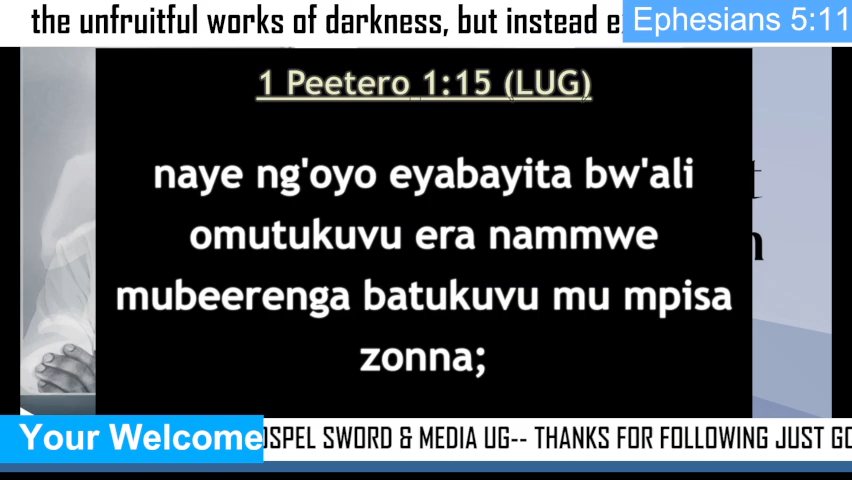 the unfruitful works of darkness, but instead
Ephesians 5:11
1 Peetero 1:15 (LUG)
naye ng'oyo eyabayita bw'ali
omutukuvu era nammwe
mubeerenga batukuvu mu mpisa
zonna;
Your Welcome
SPEL SWORD & MEDIA UG-- THANKS FOR FOLLOWING JUST GO